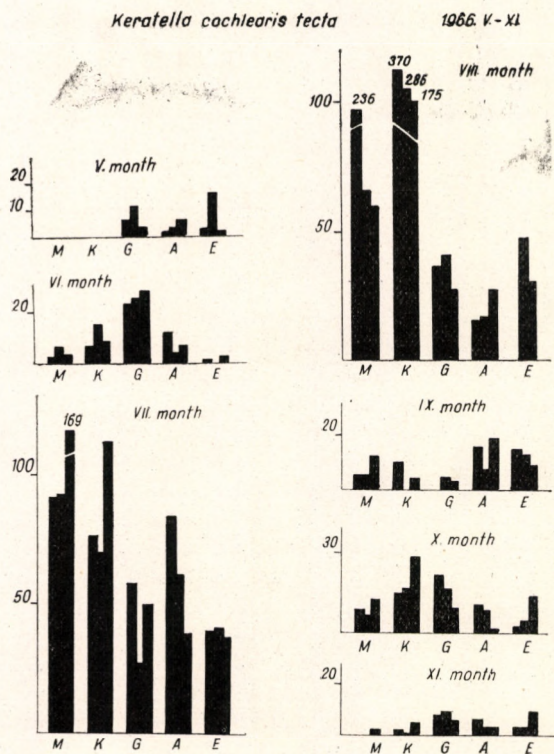 Keratella cochlearis tecta 1966. V.-XI.
V. month
20
10
M K G A E
VI. month
20
M K G A E
VII. month
169
100
50
M K G A E
VIII. month
370
286
236
175
100
50
M K G A E
IX. month
20
M K G A E
X. month
30
M K G A E
XI. month
20
M K G A E